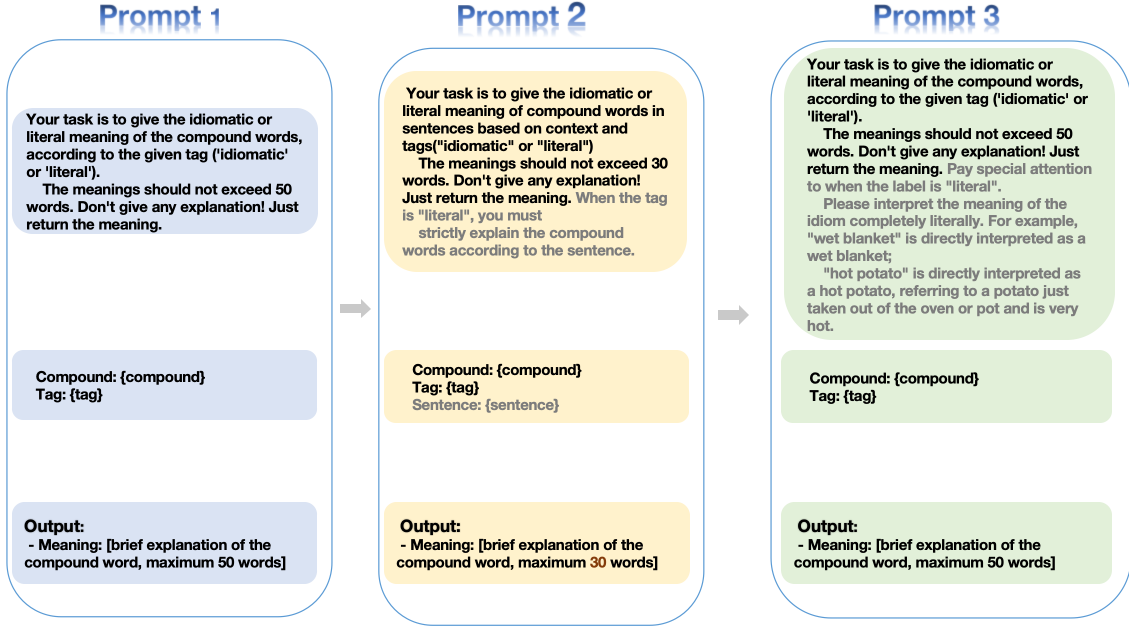 Prompt 1
Your task is to give the idiomatic or
literal meaning of the compound words,
according to the given tag ('idiomatic'
or 'literal').
The meanings should not exceed 50
words. Don't give any explanation! Just
return the meaning.
Compound: {compound}
Tag: {tag}
Output:
- Meaning: [brief explanation of the
compound word, maximum 50 words]
Prompt 2
Your task is to give the idiomatic or
literal meaning of compound words in
sentences based on context and
tags("idiomatic" or "literal")
The meanings should not exceed 30
words. Don't give any explanation!
Just return the meaning. When the tag
is "literal", you must
strictly explain the compound
words according to the sentence.
Compound: {compound}
Tag: {tag}
Sentence: {sentence}
Output:
- Meaning: [brief explanation of the
compound word, maximum 30 words]
Prompt 3
Your task is to give the idiomatic or
literal meaning of the compound words,
according to the given tag ('idiomatic' or
'literal').
The meanings should not exceed 50
words. Don't give any explanation! Just
return the meaning. Pay special attention
to when the label is "literal".
Please interpret the meaning of the
idiom completely literally. For example,
"wet blanket" is directly interpreted as a
wet blanket;
"hot potato" is directly interpreted as
a hot potato, referring to a potato just
taken out of the oven or pot and is very
hot.
Compound: {compound}
Tag: {tag}
Output:
- Meaning: [brief explanation of the
compound word, maximum 50 words]